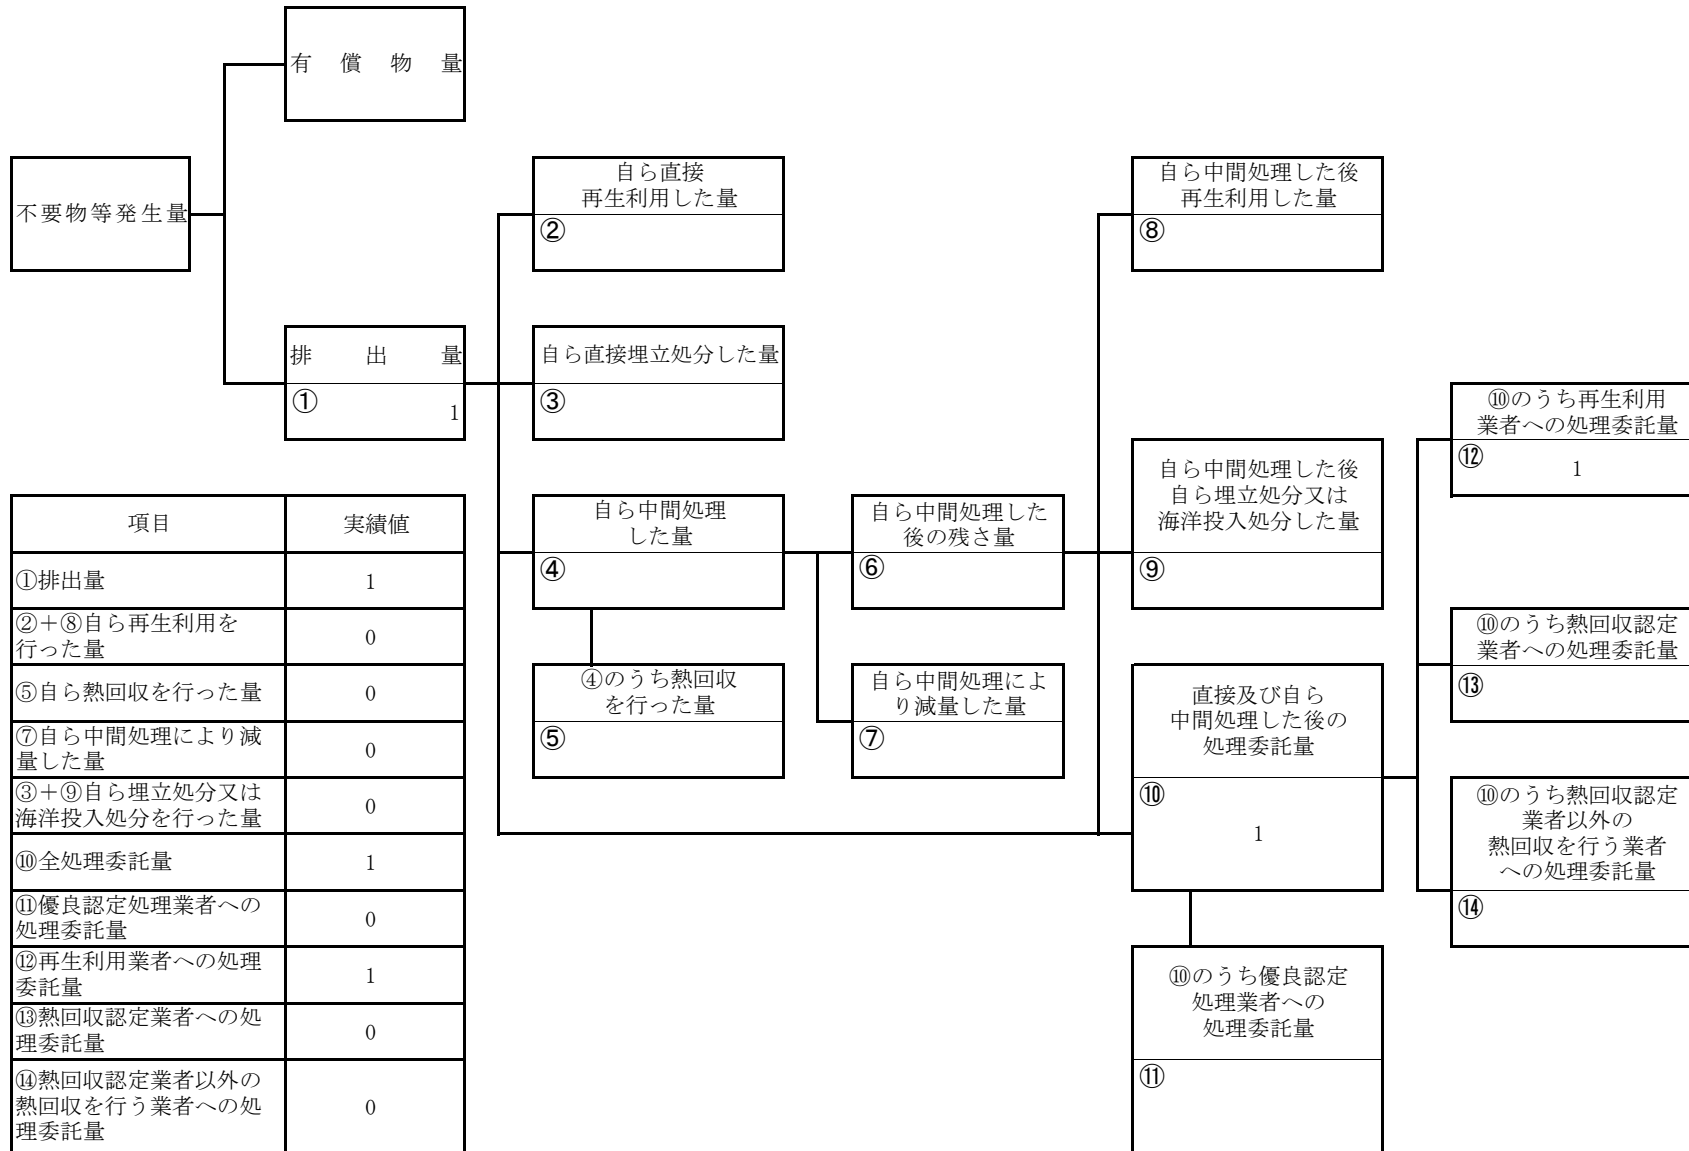 有償物量
不要物等発生量
排出量
①
1
自ら直接
再生利用した量
②
自ら直接埋立処分した量
③
自ら中間処理
した量
④
④のうち熱回収
を行った量
⑤
自ら中間処理した
後の残さ量
⑥
自ら中間処理によ
り減量した量
⑦
自ら中間処理した後
再生利用した量
⑧
自ら中間処理した後
自ら埋立処分又は
海洋投入処分した量
⑨
直接及び自ら
中間処理した後の
処理委託量
⑩
1
⑩のうち優良認定
処理業者への
処理委託量
⑪
⑩のうち再生利用
業者への処理委託量
⑫
1
⑩のうち熱回収認定
業者への処理委託量
⑬
⑩のうち熱回収認定
業者以外の
熱回収を行う業者
への処理委託量
⑭
項目 実績値
①排出量 1
②＋⑧自ら再生利用を
行った量 0
⑤自ら熱回収を行った量 0
⑦自ら中間処理により減
量した量 0
③＋⑨自ら埋立処分又は
海洋投入処分を行った量 0
⑩全処理委託量 1
⑪優良認定処理業者への
処理委託量 0
⑫再生利用業者への処理
委託量 1
⑬熱回収認定業者への処
理委託量 0
⑭熱回収認定業者以外の
熱回収を行う業者への処
理委託量 0